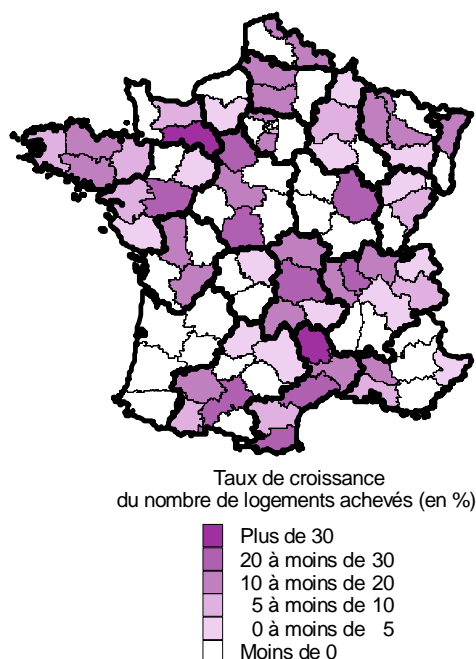 Taux de croissance
du nombre de logements achevés (en %)
Plus de 30
20 à moins de 30
10 à moins de 20
5 à moins de 10
0 à moins de 5
Moins de 0